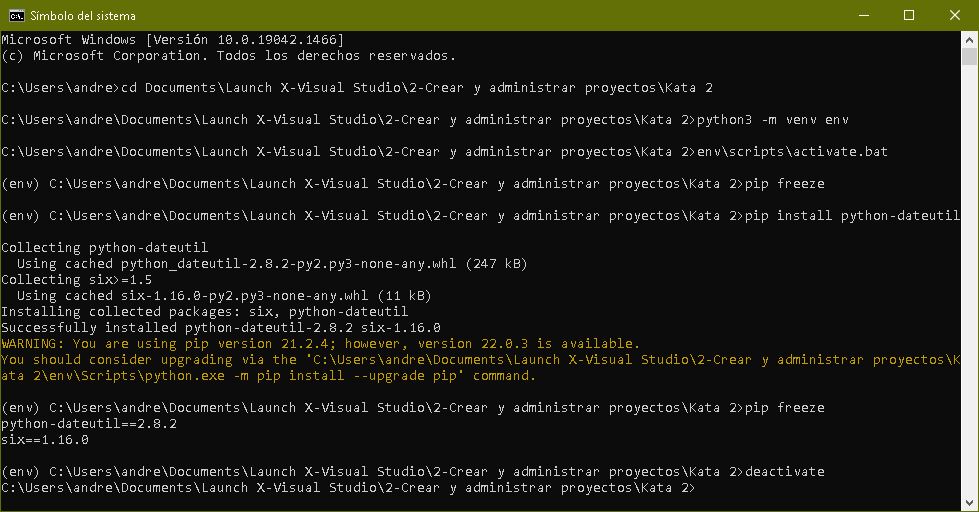 Símbolo del sistema
Microsoft Windows [Versión 10.0.19042.1466]
(c) Microsoft Corporation. Todos los derechos reservados.
C:\Users\andre>cd Documents\Launch X-Visual Studio\2-Crear y administrar proyectos\Kata 2
C:\Users\andre\Documents\Launch X-Visual Studio\2-Crear y administrar proyectos\Kata 2>python3 -m venv env
C:\Users\andre\Documents\Launch X-Visual Studio\2-Crear y administrar proyectos\Kata 2>env\scripts\activate.bat
(env) C:\Users\andre\Documents\Launch X-Visual Studio\2-Crear y administrar proyectos\Kata 2>pip freeze
(env) C:\Users\andre\Documents\Launch X-Visual Studio\2-Crear y administrar proyectos\Kata 2>pip install python-dateutil
Collecting python-dateutil
  Using cached python_dateutil-2.8.2-py2.py3-none-any.whl (247 kB)
Collecting six>=1.5
  Using cached six-1.16.0-py2.py3-none-any.whl (11 kB)
Installing collected packages: six, python-dateutil
Successfully installed python-dateutil-2.8.2 six-1.16.0
WARNING: You are using pip version 21.2.4; however, version 22.0.3 is available.
You should consider upgrading via the 'C:\Users\andre\Documents\Launch X-Visual Studio\2-Crear y administrar proyectos\K
ata 2\env\Scripts\python.exe -m pip install --upgrade pip' command.
(env) C:\Users\andre\Documents\Launch X-Visual Studio\2-Crear y administrar proyectos\Kata 2>pip freeze
python-dateutil==2.8.2
six==1.16.0
(env) C:\Users\andre\Documents\Launch X-Visual Studio\2-Crear y administrar proyectos\Kata 2>deactivate
C:\Users\andre\Documents\Launch X-Visual Studio\2-Crear y administrar proyectos\Kata 2>